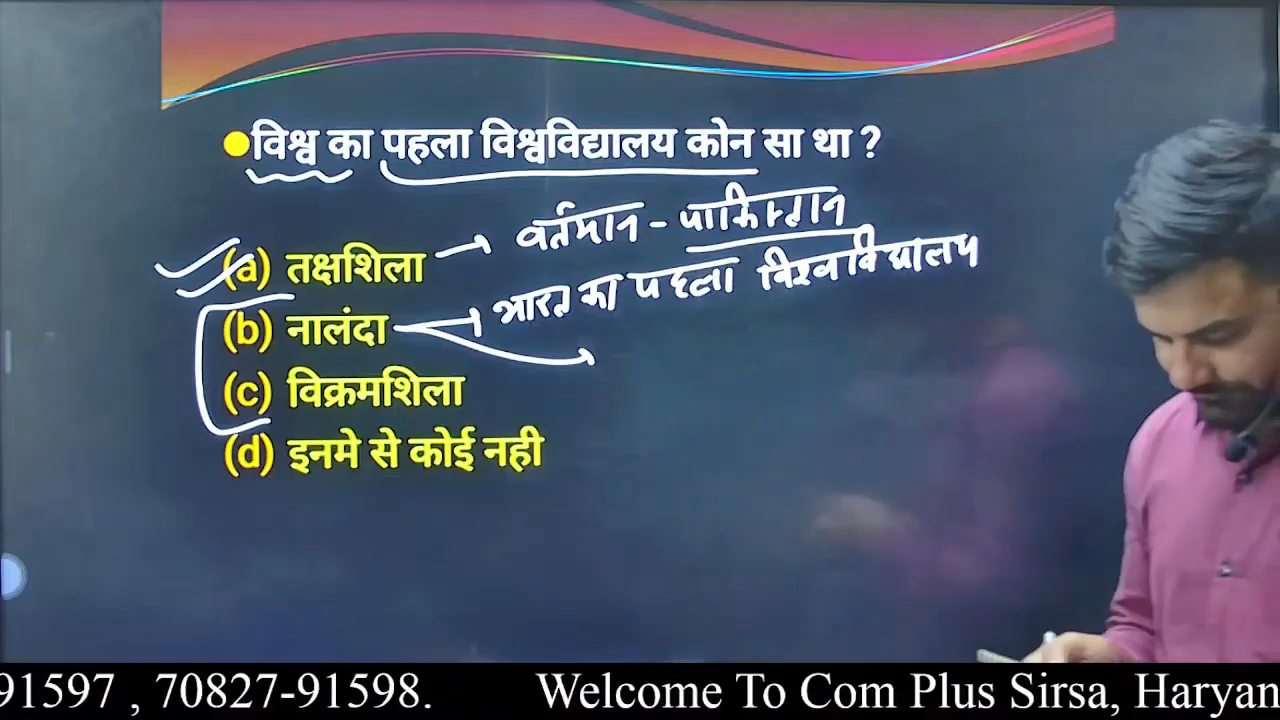 विश्व का पहला विश्वविद्यालय कोन सा था ?
वर्तमान - पाकिस्तान
(a) तक्षशिला
भारत का पहला विश्वविद्यालय
(b) नालंदा
(c) विक्रमशिला
(d) इनमे से कोई नही
91597 , 70827-91598. Welcome To Com Plus Sirsa, Haryan